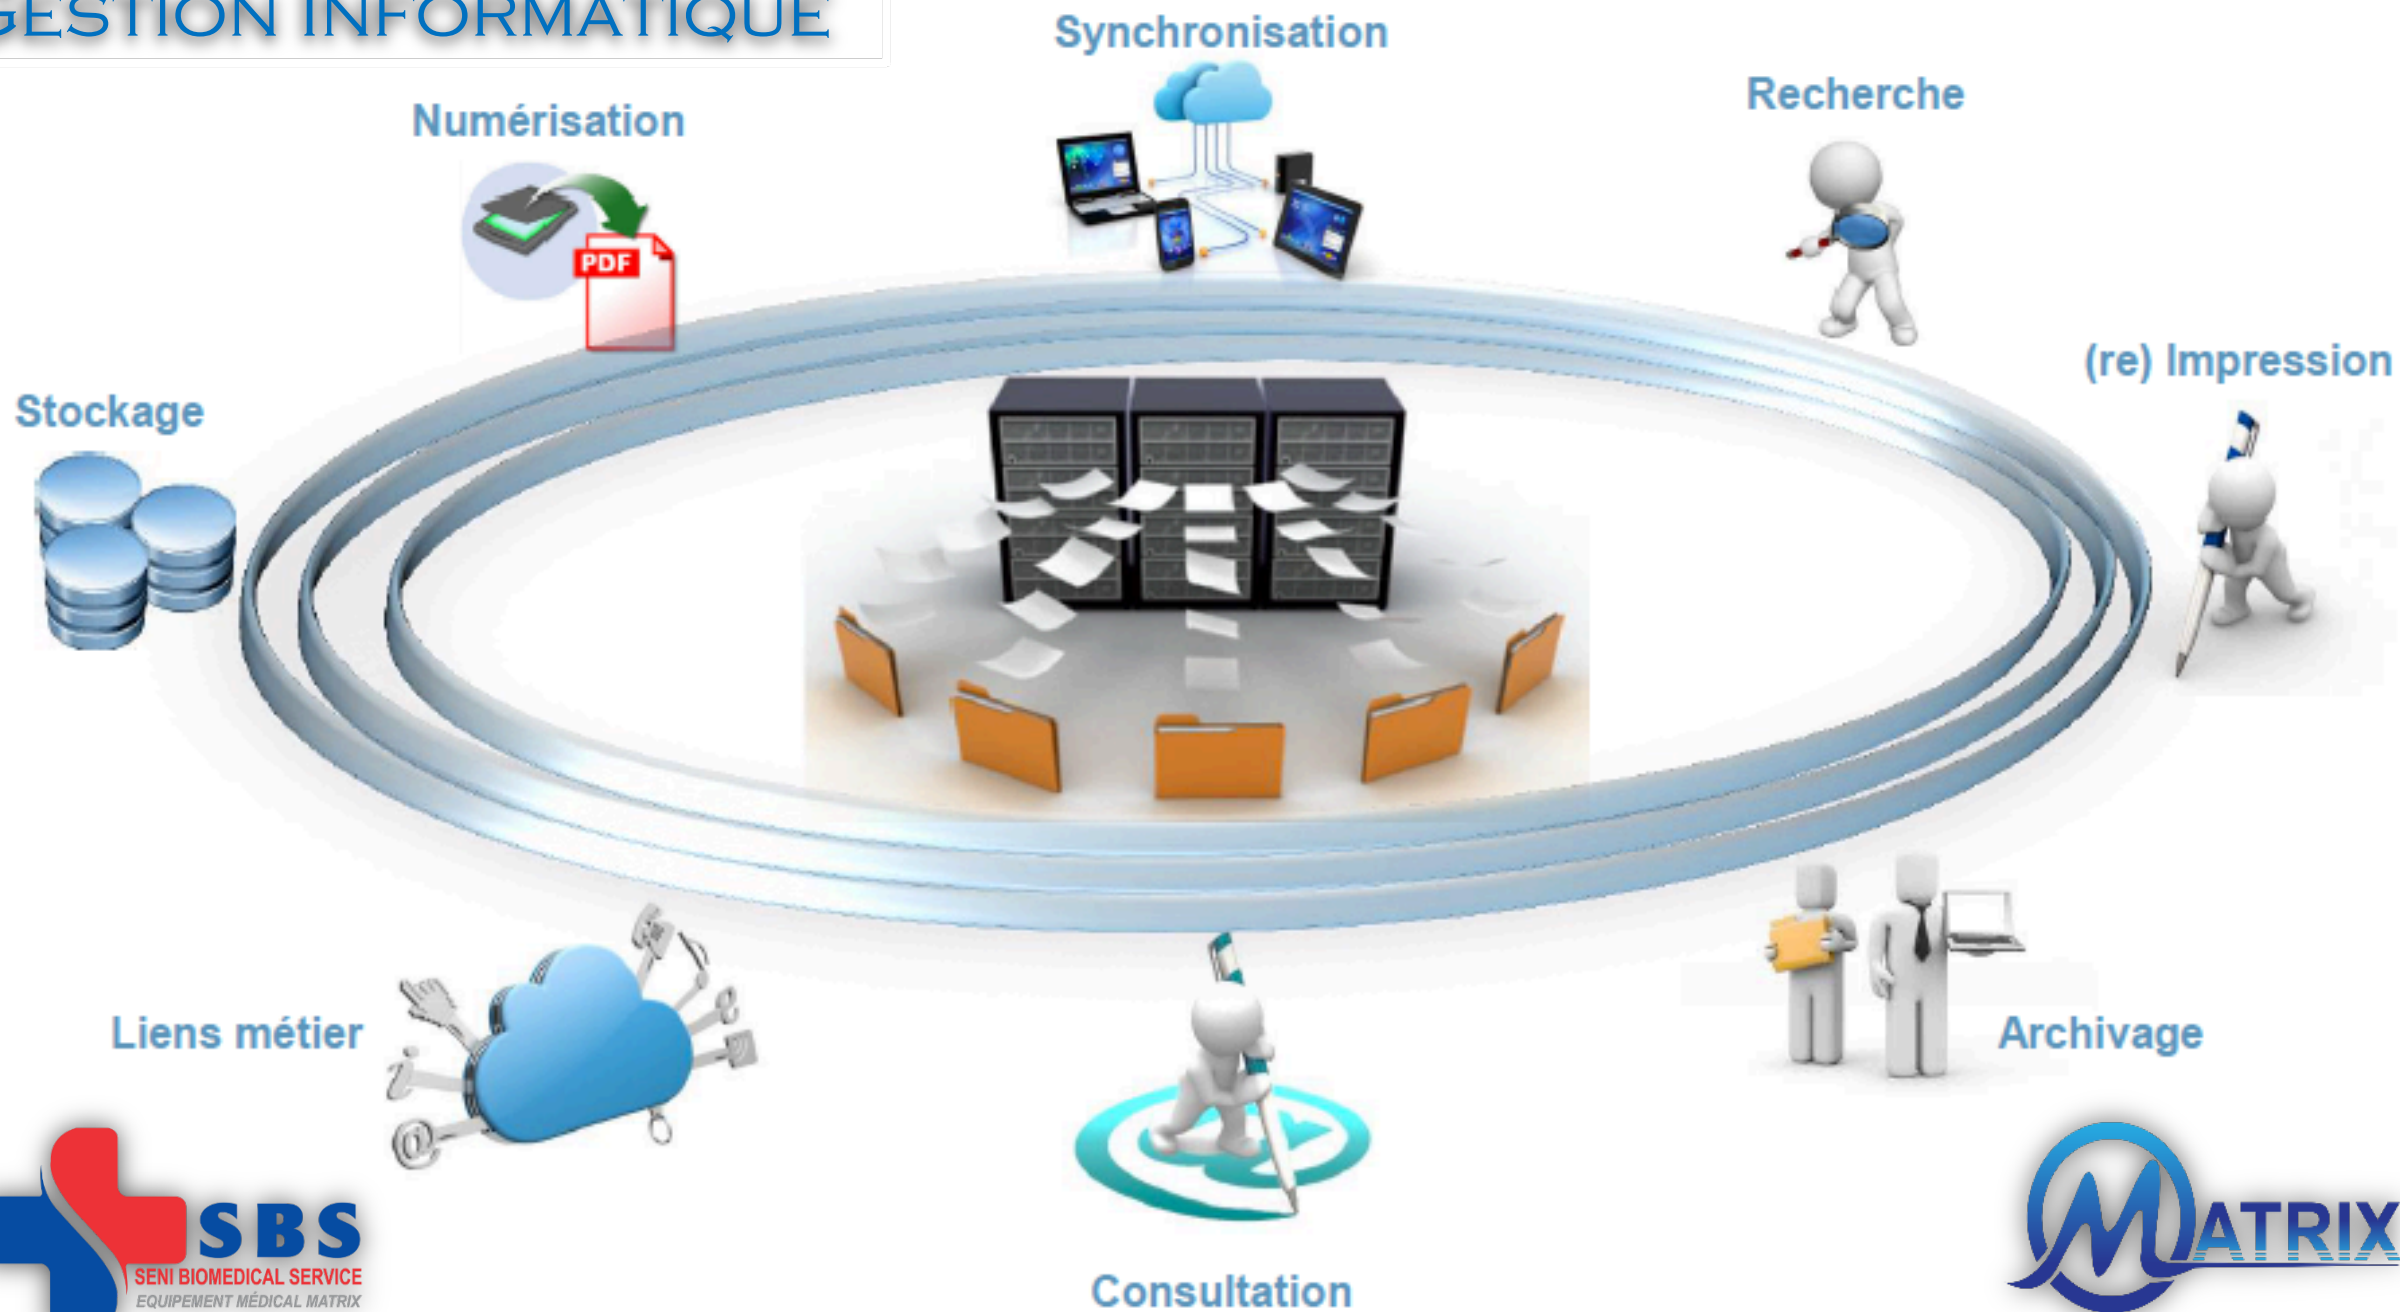 GESTION INFORMATIQUE
Synchronisation
Recherche
Numérisation
(re) Impression
Stockage
PDF
Liens métier
Archivage
@
Consultation
SBS
SENI BIOMEDICAL SERVICE
EQUIPEMENT MÉDICAL MATRIX
MATRIX